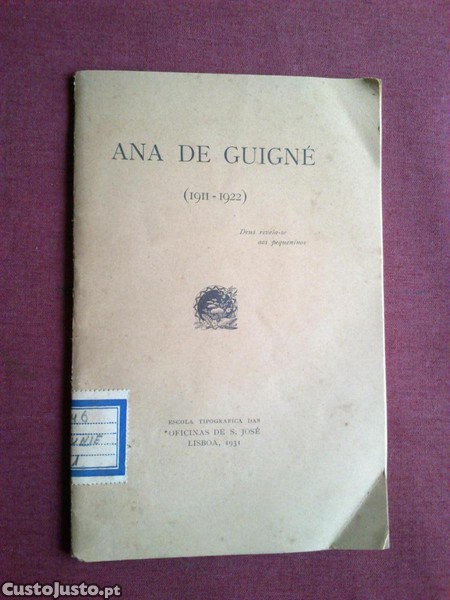 ANA DE GUIGNÉ
(1911-1922)
Deus revela-se
aos pequeninos
ESCOLA TIPOGRÁFICA DAS
OFICINAS DE S. JOSÉ
LISBOA, 1931
CustoJusto.pt